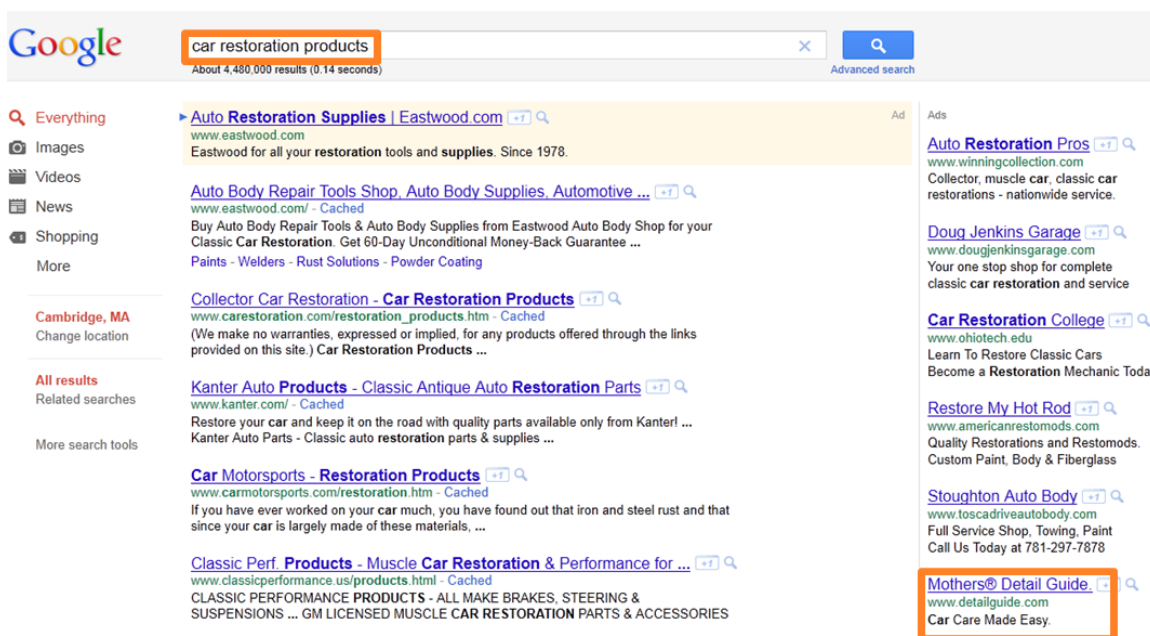 Google
car restoration products
About 4,480,000 results (0.14 seconds)
Advanced search
Everything
Images
Videos
News
Shopping
More
Cambridge, MA
Change location
All results
Related searches
More search tools
Auto Restoration Supplies | Eastwood.com +1
Ad
www.eastwood.com
Eastwood for all your restoration tools and supplies. Since 1978.
Auto Body Repair Tools Shop, Auto Body Supplies, Automotive ... +1
www.eastwood.com/ - Cached
Buy Auto Body Repair Tools & Auto Body Supplies from Eastwood Auto Body Shop for your
Classic Car Restoration. Get 60-Day Unconditional Money-Back Guarantee ...
Paints - Welders - Rust Solutions - Powder Coating
Collector Car Restoration - Car Restoration Products +1
www.carestoration.com/restoration_products.htm - Cached
(We make no warranties, expressed or implied, for any products offered through the links
provided on this site.) Car Restoration Products ...
Kanter Auto Products - Classic Antique Auto Restoration Parts +1
www.kanter.com/ - Cached
Restore your car and keep it on the road with quality parts available only from Kanter! ...
Kanter Auto Parts - Classic auto restoration parts & supplies ...
Car Motorsports - Restoration Products +1
www.carmotorsports.com/restoration.htm - Cached
If you have ever worked on your car much, you have found out that iron and steel rust and that
since your car is largely made of these materials, ...
Classic Perf. Products - Muscle Car Restoration & Performance for ... +1
www.classicperformance.us/products.html - Cached
CLASSIC PERFORMANCE PRODUCTS - ALL MAKE BRAKES, STEERING &
SUSPENSIONS ... GM LICENSED MUSCLE CAR RESTORATION PARTS & ACCESSORIES
Ads
Auto Restoration Pros +1
www.winningcollection.com
Collector, muscle car, classic car
restorations - nationwide service.
Doug Jenkins Garage +1
www.dougjenkinsgarage.com
Your one stop shop for complete
classic car restoration and service
Car Restoration College +1
www.ohiotech.edu
Learn To Restore Classic Cars
Become a Restoration Mechanic Toda
Restore My Hot Rod +1
www.americanrestomods.com
Quality Restorations and Restomods.
Custom Paint, Body & Fiberglass
Stoughton Auto Body +1
www.toscadriveautobody.com
Full Service Shop, Towing, Paint
Call Us Today at 781-297-7878
Mothers® Detail Guide.
www.detailguide.com
Car Care Made Easy.